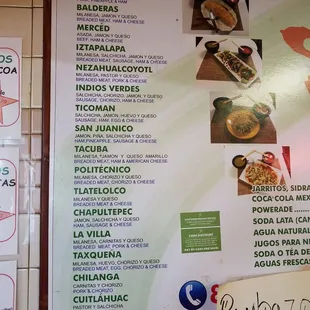 BALDERAS
MILANESA, JAMON Y QUESO
BREADED MEAT, HAM & CHEESE
MERCED
ASADA, JAMON Y QUESO
BEEF, HAM & CHEESE
IZTAPALAPA
MILANESA, SALCHICHA, JAMON Y QUESO
BREADED MEAT, SAUSAGE, HAM & CHEESE
NEZAHUALCOYOTL
MILANESA, PASTOR Y QUESO
BREADED MEAT, PORK & CHEESE
INDIOS VERDES
SALCHICHA, CHORIZO, JAMON Y QUESO
SAUSAGE, CHORIZO, HAM & CHEESE
TICOMAN
SALCHICHA, JAMON, HUEVO Y QUESO
SAUSAGE, HAM, EGG & CHEESE
SAN JUANICO
JAMON, PIÑA, SALCHICHA Y QUESO
HAM, PINEAPPLE, SAUSAGE & CHEESE
TACUBA
MILANESA, JAMON Y QUESO AMARILLO
BREADED MEAT, HAM & AMERICAN CHEESE
POLITÉCNICO
MILANESA, CHORIZO Y QUESO
BREADED MEAT, CHORIZO & CHEESE
TLATELOLCO
MILANESA Y QUESO
BREADED MEAT & CHEESE
CHAPULTEPEC
JAMON, SALCHICHA Y QUESO
HAM, SAUSAGE & CHEESE
LA VILLA
MILANESA, CARNITAS Y QUESO
BREADED MEAT, PORK & CHEESE
TAXQUEÑA
MILANESA, HUEVO, CHORIZO Y QUESO
BREADED MEAT, EGG, CHORIZO & CHEESE
CHILANGA
CARNITAS, CHORIZO Y QUESO
PORK & CHORIZO
CUITLÁHUAC
PASTOR Y SALCHICHA
JARRITOS, SIDRA
COCA COLA MEX
POWERADE
SODA LATA (CAN
AGUA NATURAL
JUGOS PARA NI
SODA O TÉA DE
AGUAS FRESCAS